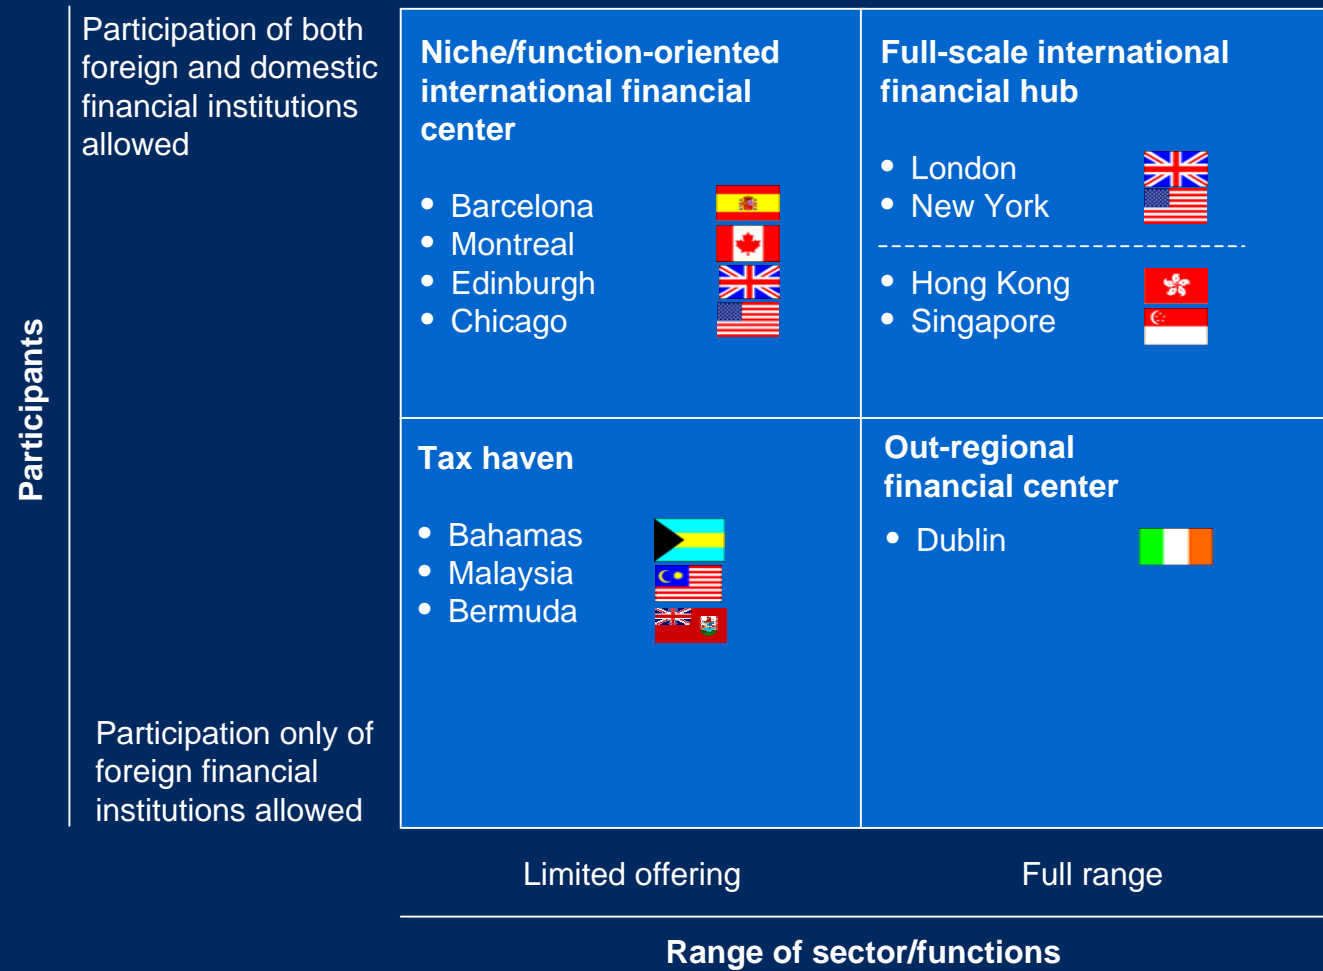 Participants
Participation of both
foreign and domestic
financial institutions
allowed
Participation only of
foreign financial
institutions allowed
Niche/function-oriented
international financial
center
• Barcelona
• Montreal
• Edinburgh
• Chicago
Full-scale international
financial hub
• London
• New York
• Hong Kong
• Singapore
Tax haven
• Bahamas
• Malaysia
• Bermuda
Out-regional
financial center
• Dublin
Limited offering
Full range
Range of sector/functions